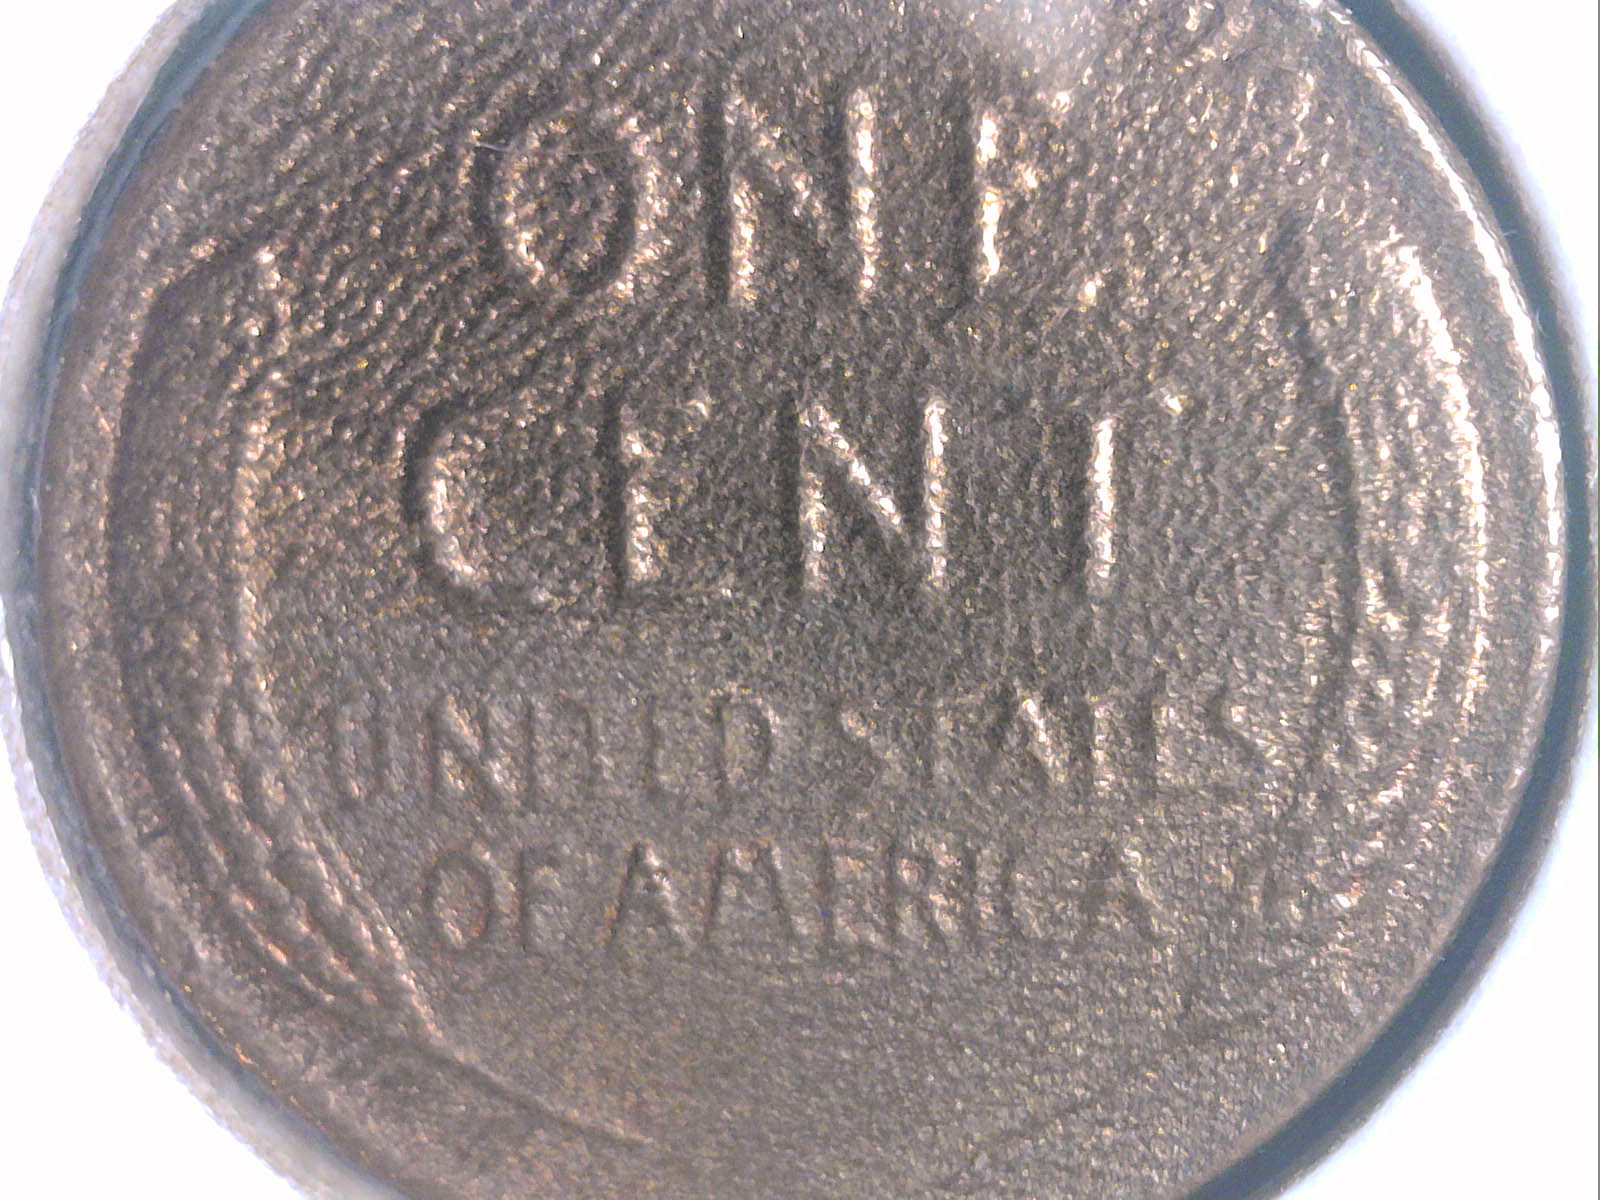 ONE
CENT
UNITED STATES
OF AMERICA